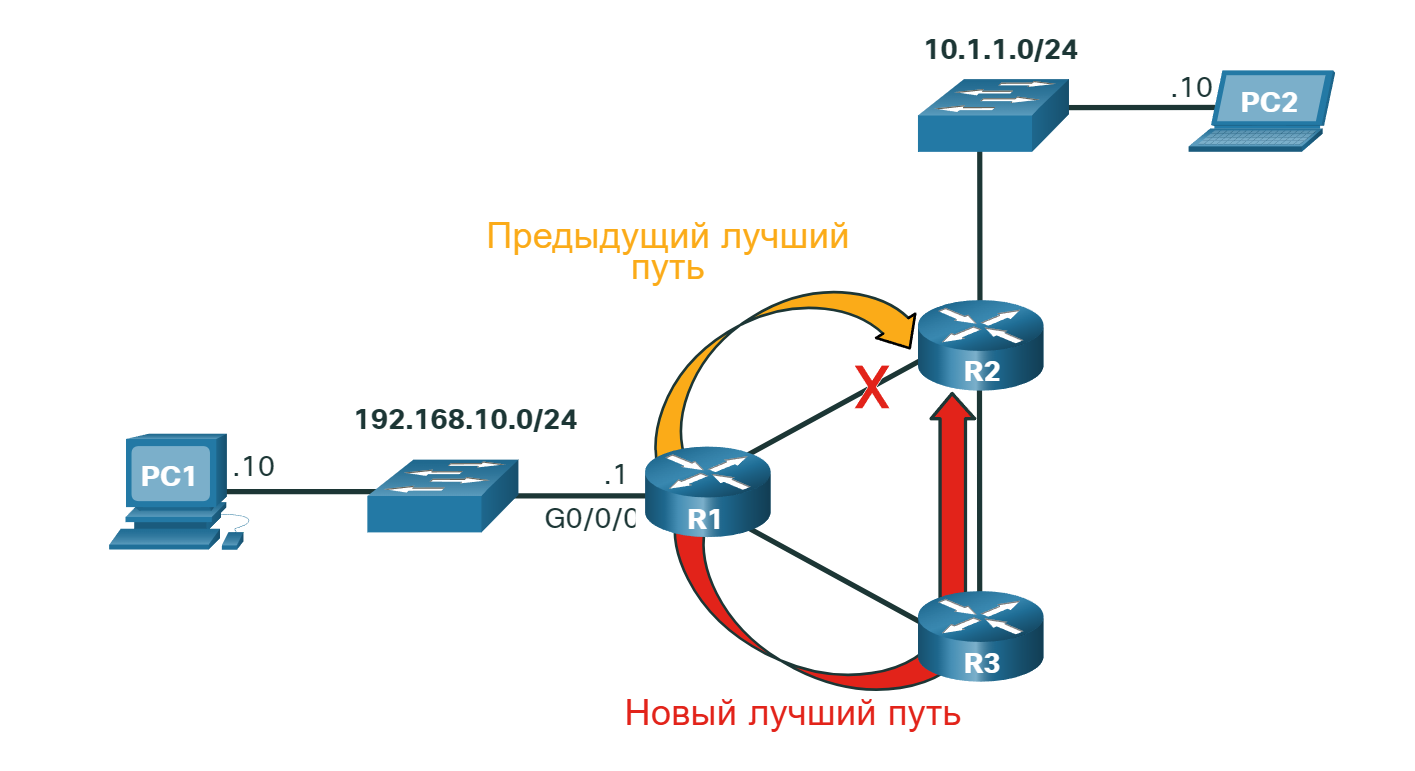 10.1.1.0/24
.10
PC2
Предыдущий лучший
путь
R2
X
192.168.10.0/24
PC1
.10
.1
G0/0/0
R1
R3
Новый лучший путь